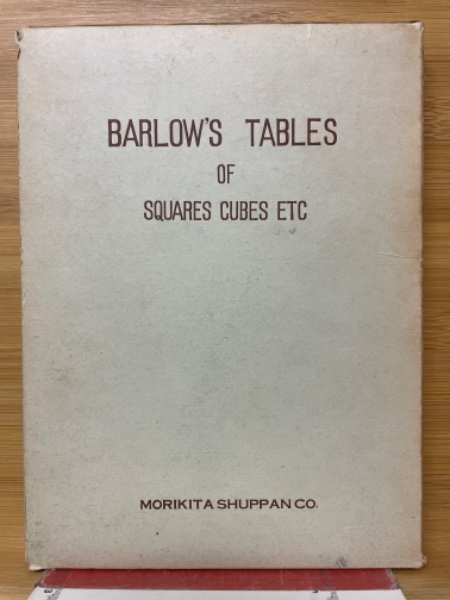 BARLOW'S TABLES
OF
SQUARES CUBES ETC
MORIKITA SHUPPAN CO.